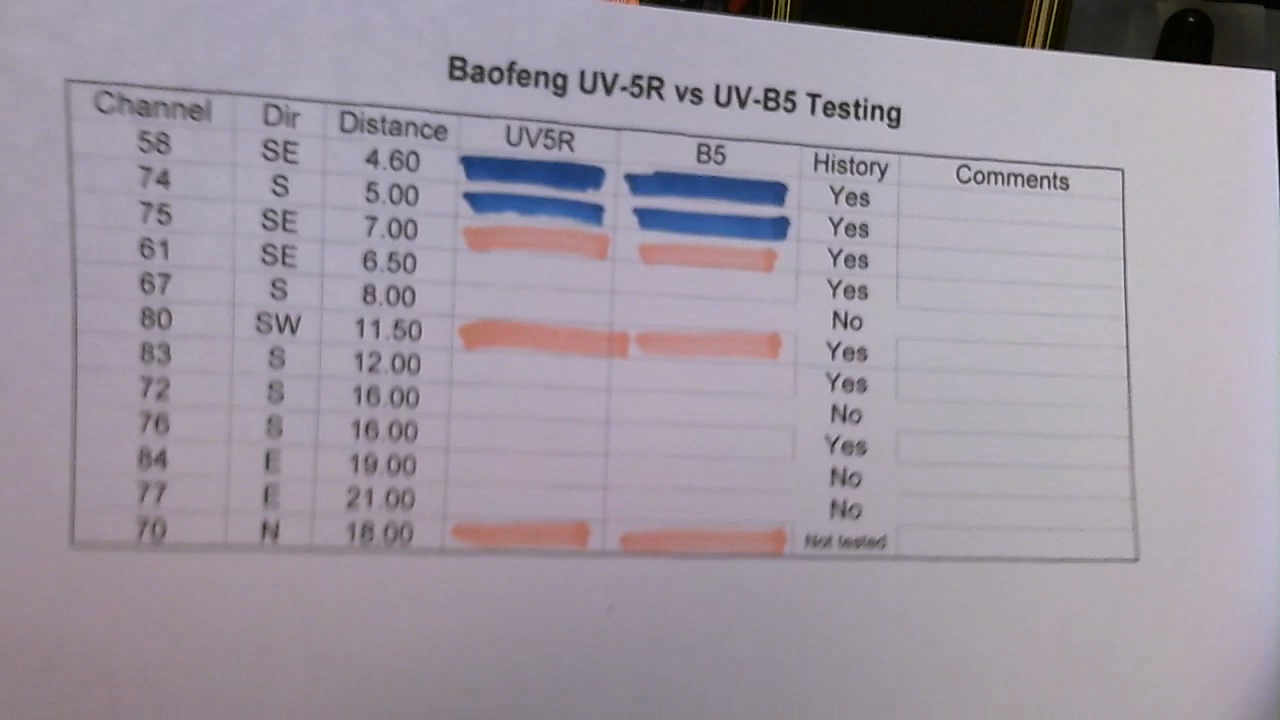 Baofeng UV-5R vs UV-B5 Testing
Channel Dir Distance UV5R B5 History Comments
58 SE 4.60 Yes
74 S 5.00 Yes
75 SE 7.00 Yes
61 SE 6.50 Yes
67 S 8.00 No
80 SW 11.50 Yes
83 S 12.00 Yes
72 S 16.00 No
76 S 16.00 Yes
84 E 19.00 No
77 E 21.00 No
70 N 18.00 Not tested